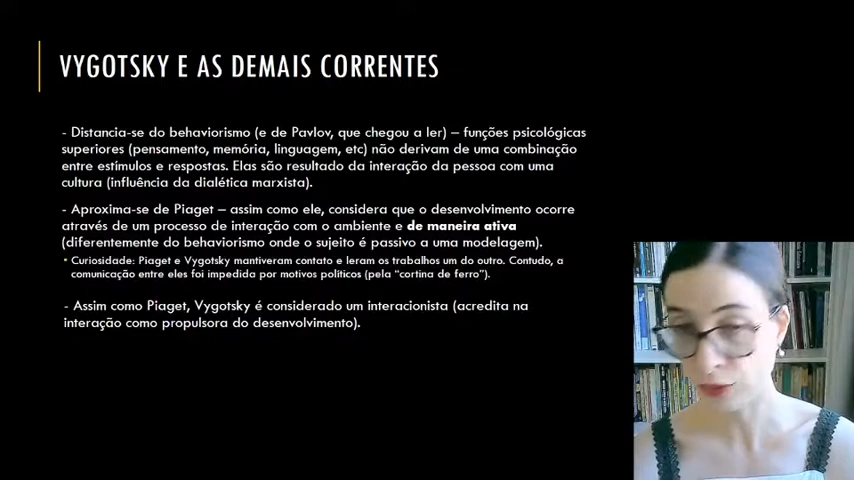 VYGOTSKY E AS DEMAIS CORRENTES
- Distancia-se do behaviorismo (e de Pavlov, que chegou a ler) – funções psicológicas
superiores (pensamento, memória, linguagem, etc) não derivam de uma combinação
entre estímulos e respostas. Elas são resultado da interação da pessoa com uma
cultura (influência da dialética marxista).
- Aproxima-se de Piaget – assim como ele, considera que o desenvolvimento ocorre
através de um processo de interação com o ambiente e de maneira ativa
(diferentemente do behaviorismo onde o sujeito é passivo a uma modelagem).
• Curiosidade: Piaget e Vygotsky mantiveram contato e leram os trabalhos um do outro. Contudo, a
comunicação entre eles foi impedida por motivos políticos (pela “cortina de ferro”).
- Assim como Piaget, Vygotsky é considerado um interacionista (acredita na
interação como propulsora do desenvolvimento).